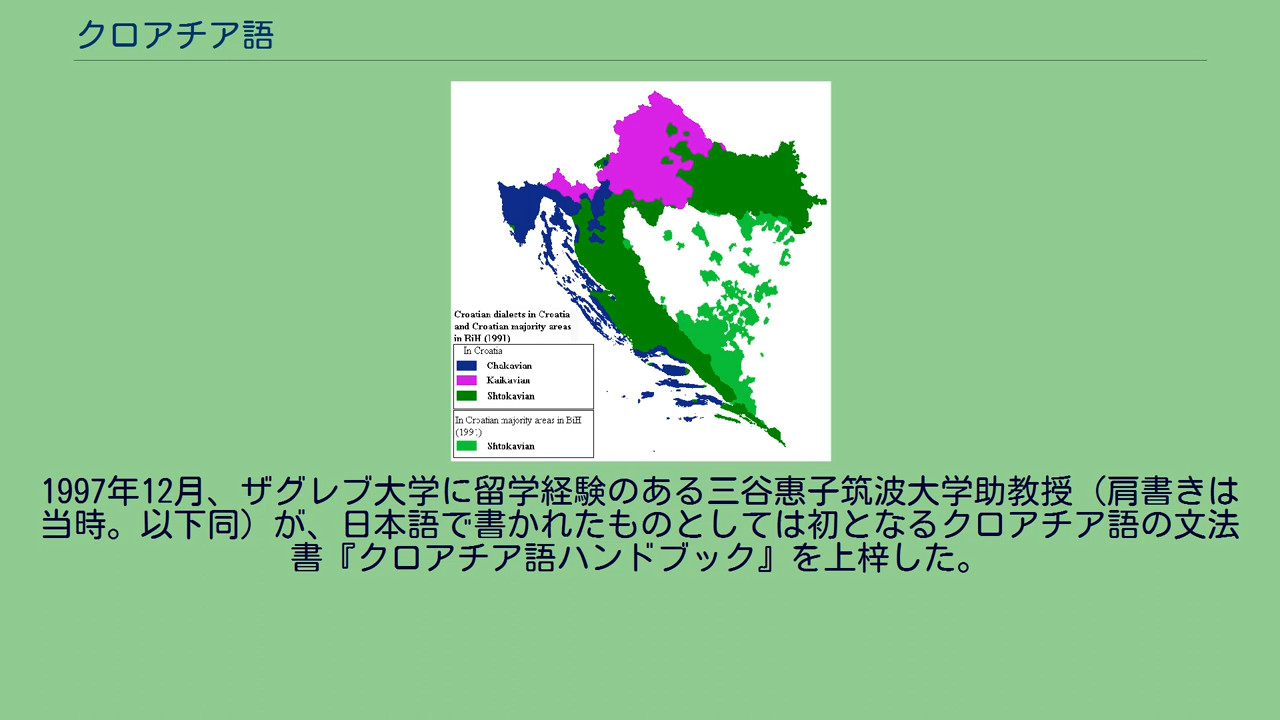 クロアチア語
Croatian dialects in Croatia
and Croatian majority areas
in BiH (1991)
In Croatia
Chakavian
Kaikavian
Shtokavian
In Croatian majority areas in BiH
(1991)
Shtokavian
1997年12月、ザグレブ大学に留学経験のある三谷惠子筑波大学助教授（肩書きは
当時。以下同）が、日本語で書かれたものとしては初となるクロアチア語の文法
書『クロアチア語ハンドブック』を上梓した。